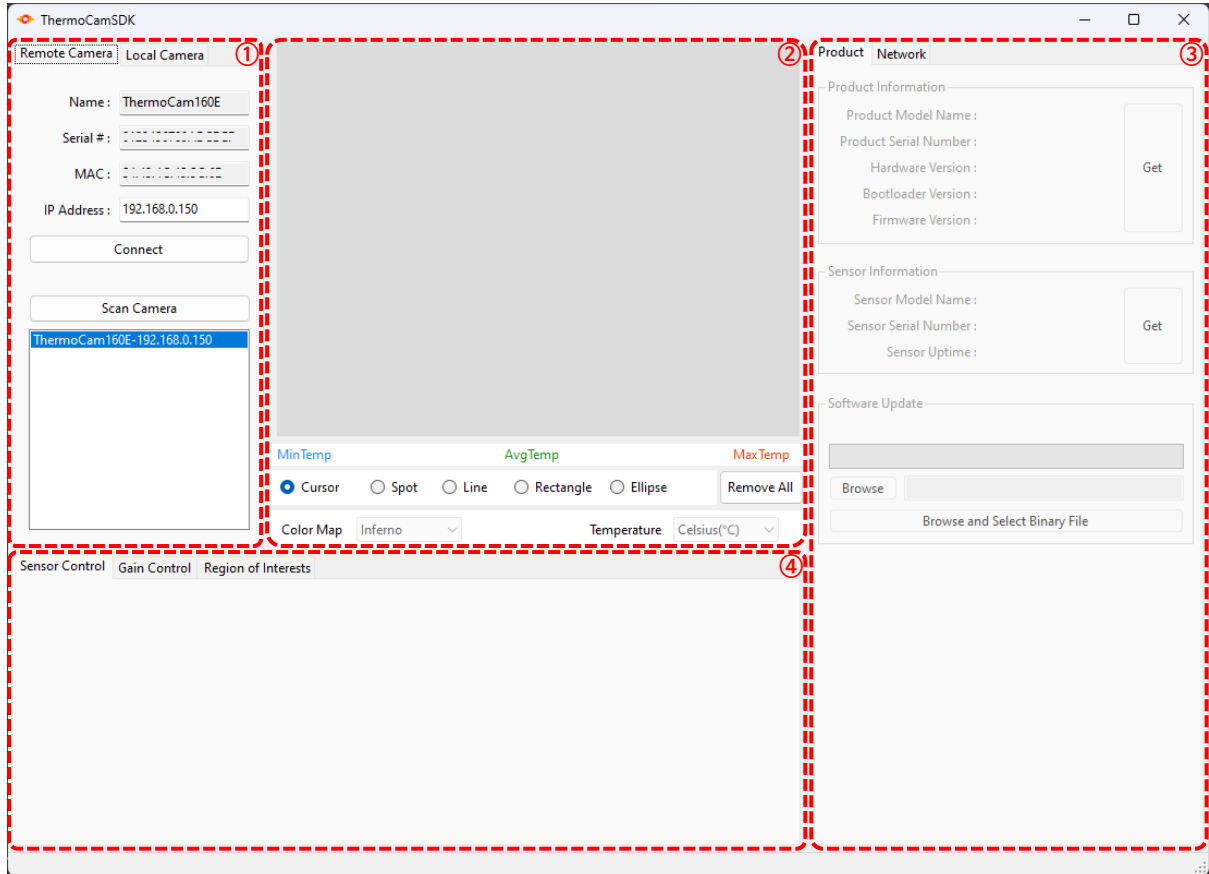 ThermoCamSDK
Remote Camera Local Camera ①
Name : ThermoCam160E
Serial # :
MAC :
IP Address : 192.168.0.150
Connect
Scan Camera
ThermoCam160E-192.168.0.150
②
MinTemp AvgTemp MaxTemp
Cursor Spot Line Rectangle Ellipse Remove All
Color Map Inferno Temperature Celsius(°C)
Product Network ③
Product Information
Product Model Name :
Product Serial Number :
Hardware Version :
Bootloader Version :
Firmware Version :
Get
Sensor Information
Sensor Model Name :
Sensor Serial Number :
Sensor Uptime :
Get
Software Update
Browse
Browse and Select Binary File
Sensor Control Gain Control Region of Interests ④